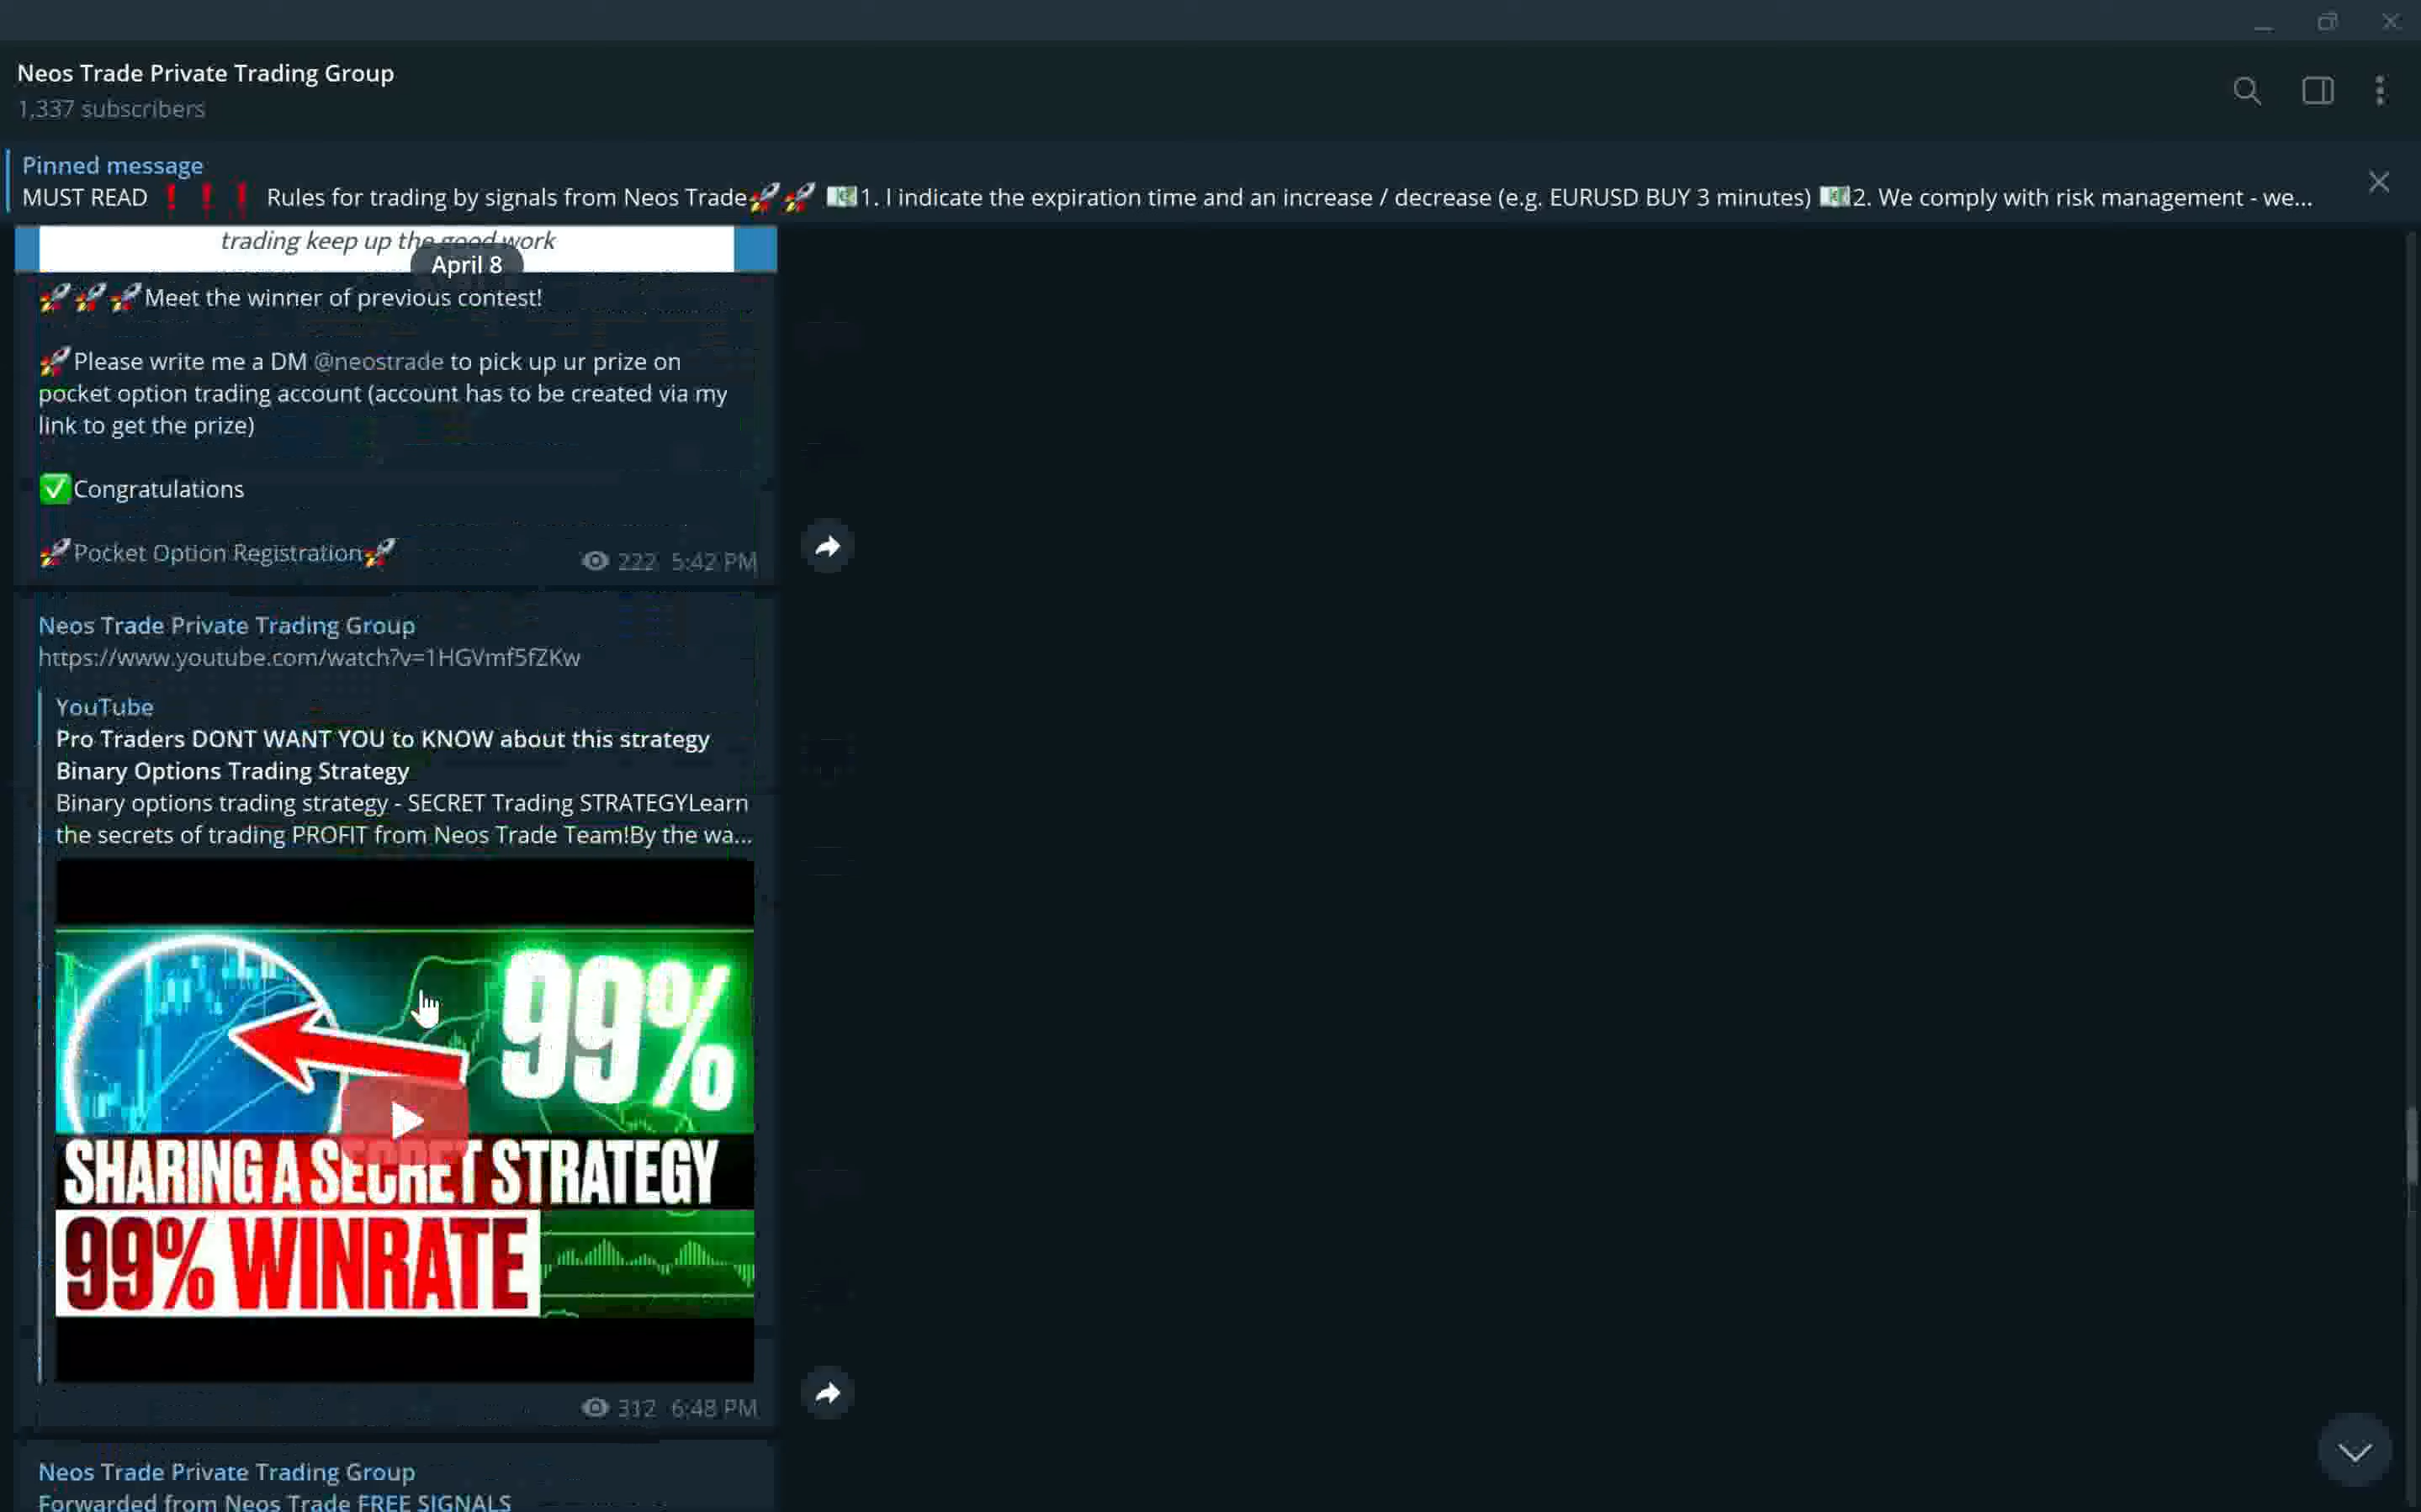 Neos Trade Private Trading Group
1,337 subscribers
Pinned message
MUST READ ❗❗❗ Rules for trading by signals from Neos Trade🚀🚀 💵1. I indicate the expiration time and an increase / decrease (e.g. EURUSD BUY 3 minutes) 💵2. We comply with risk management - we...
trading keep up the good work
April 8
🚀🚀🚀Meet the winner of previous contest!
🚀Please write me a DM @neostrade to pick up ur prize on
pocket option trading account (account has to be created via my
link to get the prize)
✅Congratulations
🚀Pocket Option Registration🚀
222 5:42 PM
Neos Trade Private Trading Group
https://www.youtube.com/watch?v=1HGVmf5fZKw
YouTube
Pro Traders DONT WANT YOU to KNOW about this strategy
Binary Options Trading Strategy
Binary options trading strategy - SECRET Trading STRATEGYLearn
the secrets of trading PROFIT from Neos Trade Team!By the wa...
99%
SHARING A SECRET STRATEGY
99% WINRATE
312 6:48 PM
Neos Trade Private Trading Group
Forwarded from Neos Trade FREE SIGNALS